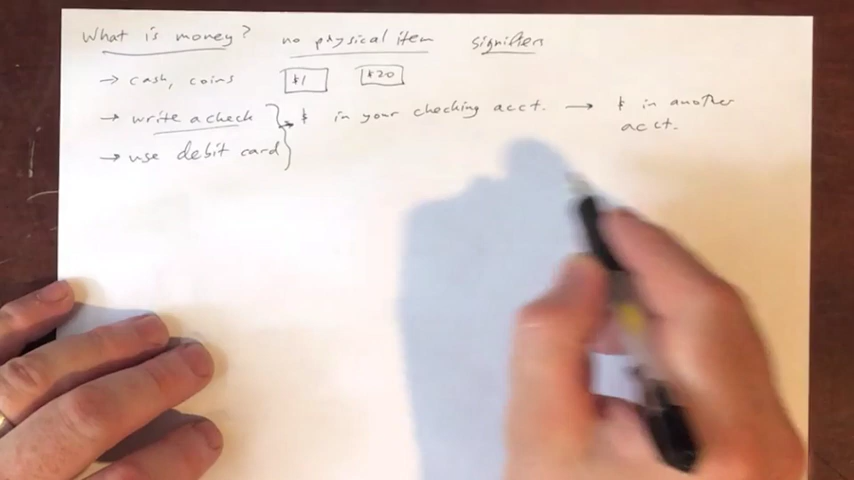 What is money? no physical item signifiers
→ cash, coins $1 $20
→ write a check → $ in your checking acct. → $ in another
acct.
→ use debit card